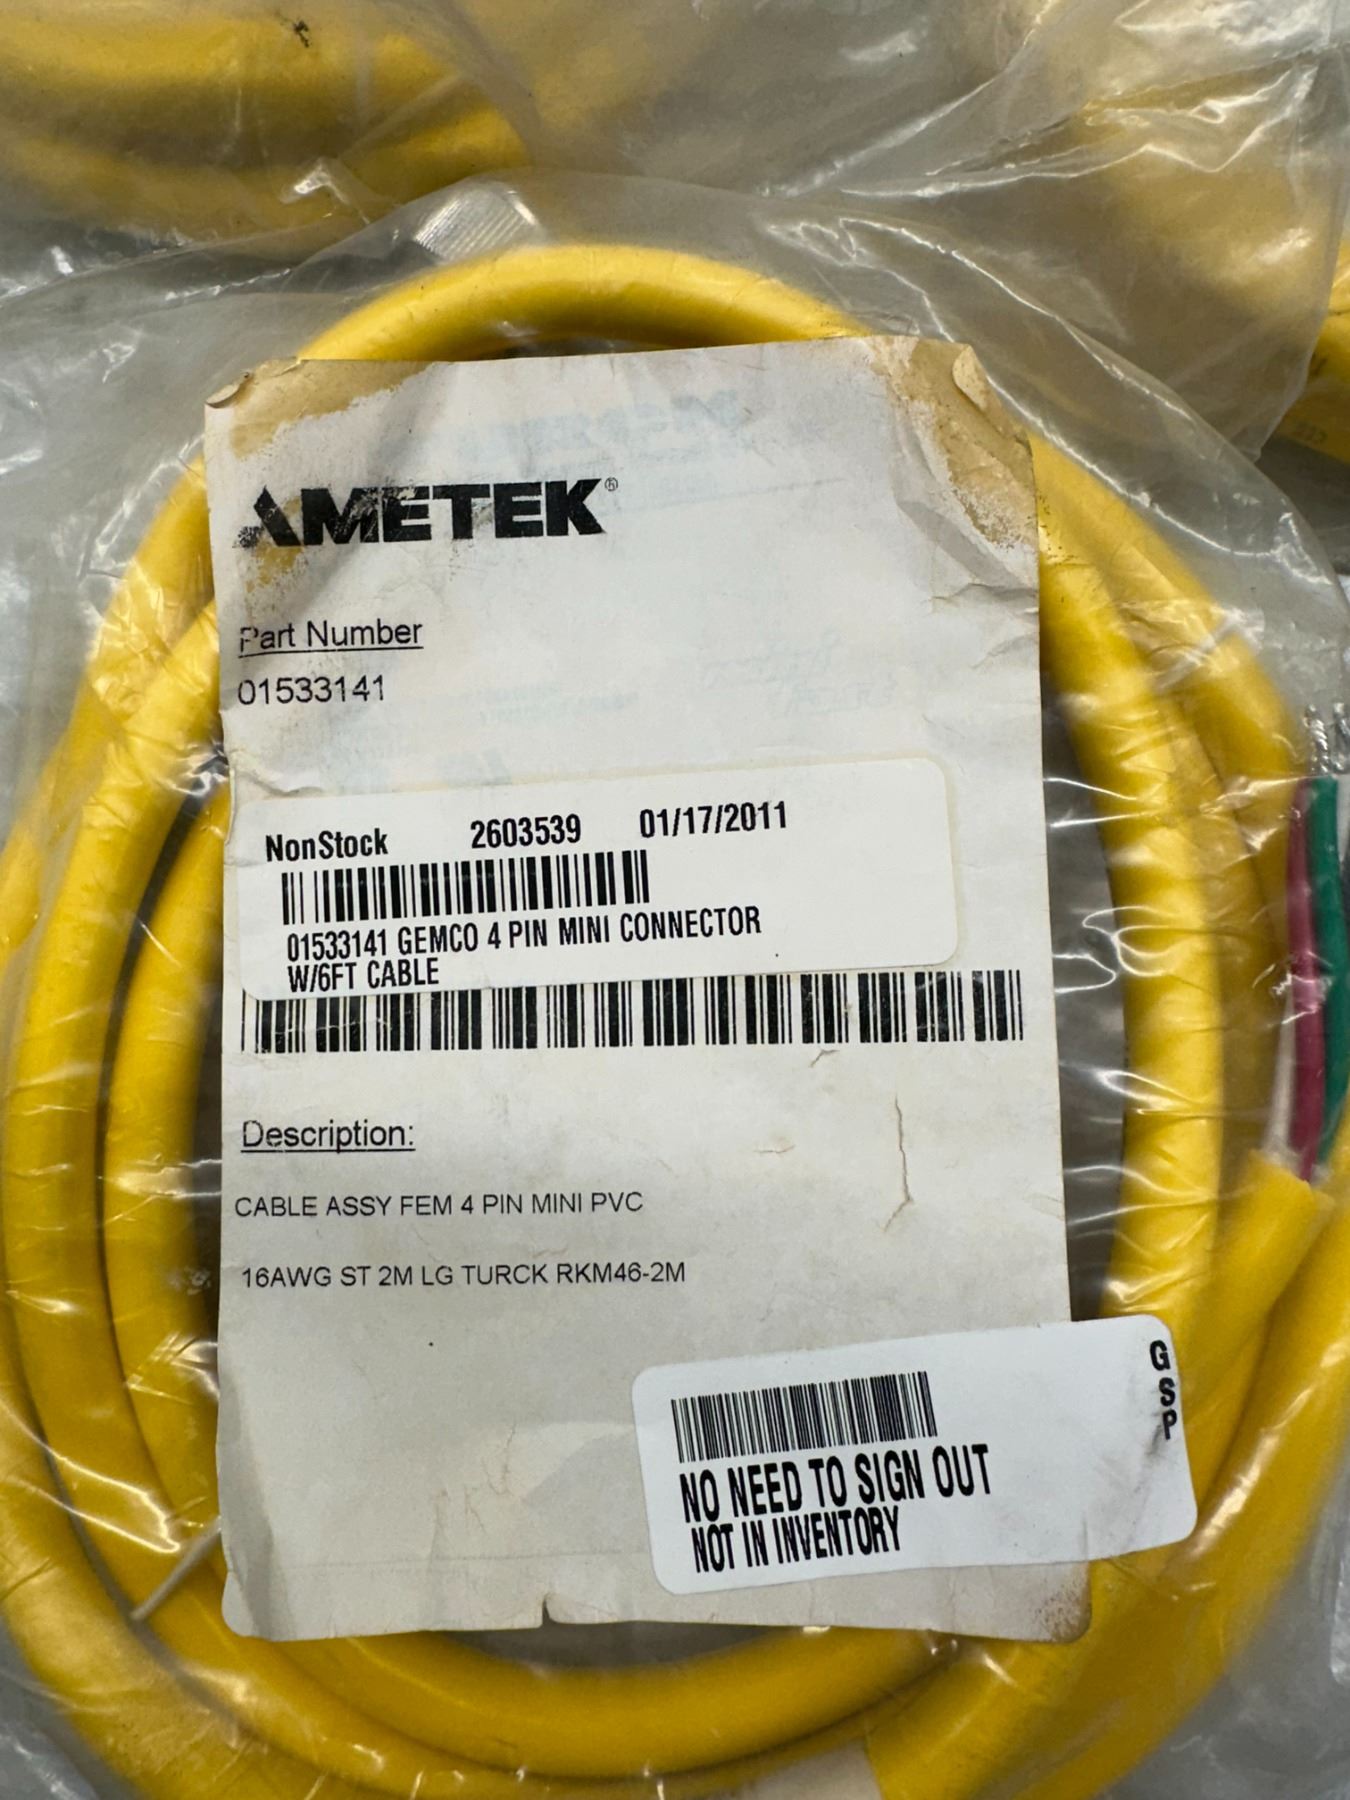 AMETEK®
Part Number
01533141
NonStock 2603539 01/17/2011
01533141 GEMCO 4 PIN MINI CONNECTOR
W/6FT CABLE
Description:
CABLE ASSY FEM 4 PIN MINI PVC
16AWG ST 2M LG TURCK RKM46-2M
GSP
NO NEED TO SIGN OUT
NOT IN INVENTORY